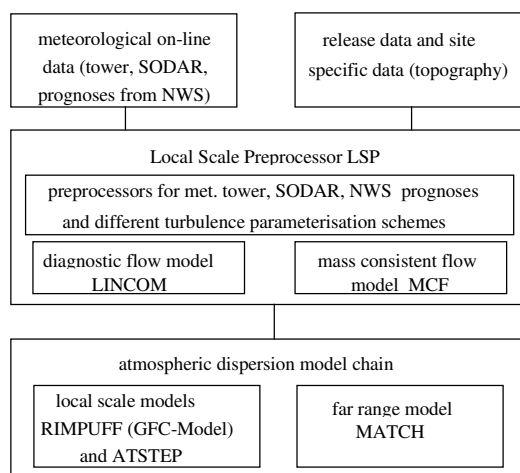 meteorological on-line
data (tower, SODAR,
prognoses from NWS)
release data and site
specific data (topography)
Local Scale Preprocessor LSP
preprocessors for met. tower, SODAR, NWS prognoses
and different turbulence parameterisation schemes
diagnostic flow model
LINCOM
mass consistent flow
model MCF
atmospheric dispersion model chain
local scale models
RIMPUFF (GFC-Model)
and ATSTEP
far range model
MATCH